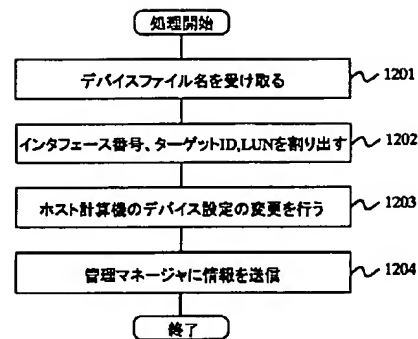 処理開始
デバイスファイル名を受け取る
1201
インタフェース番号、ターゲットID,LUNを割り出す
1202
ホスト計算機のデバイス設定の変更を行う
1203
管理マネージャに情報を送信
1204
終了